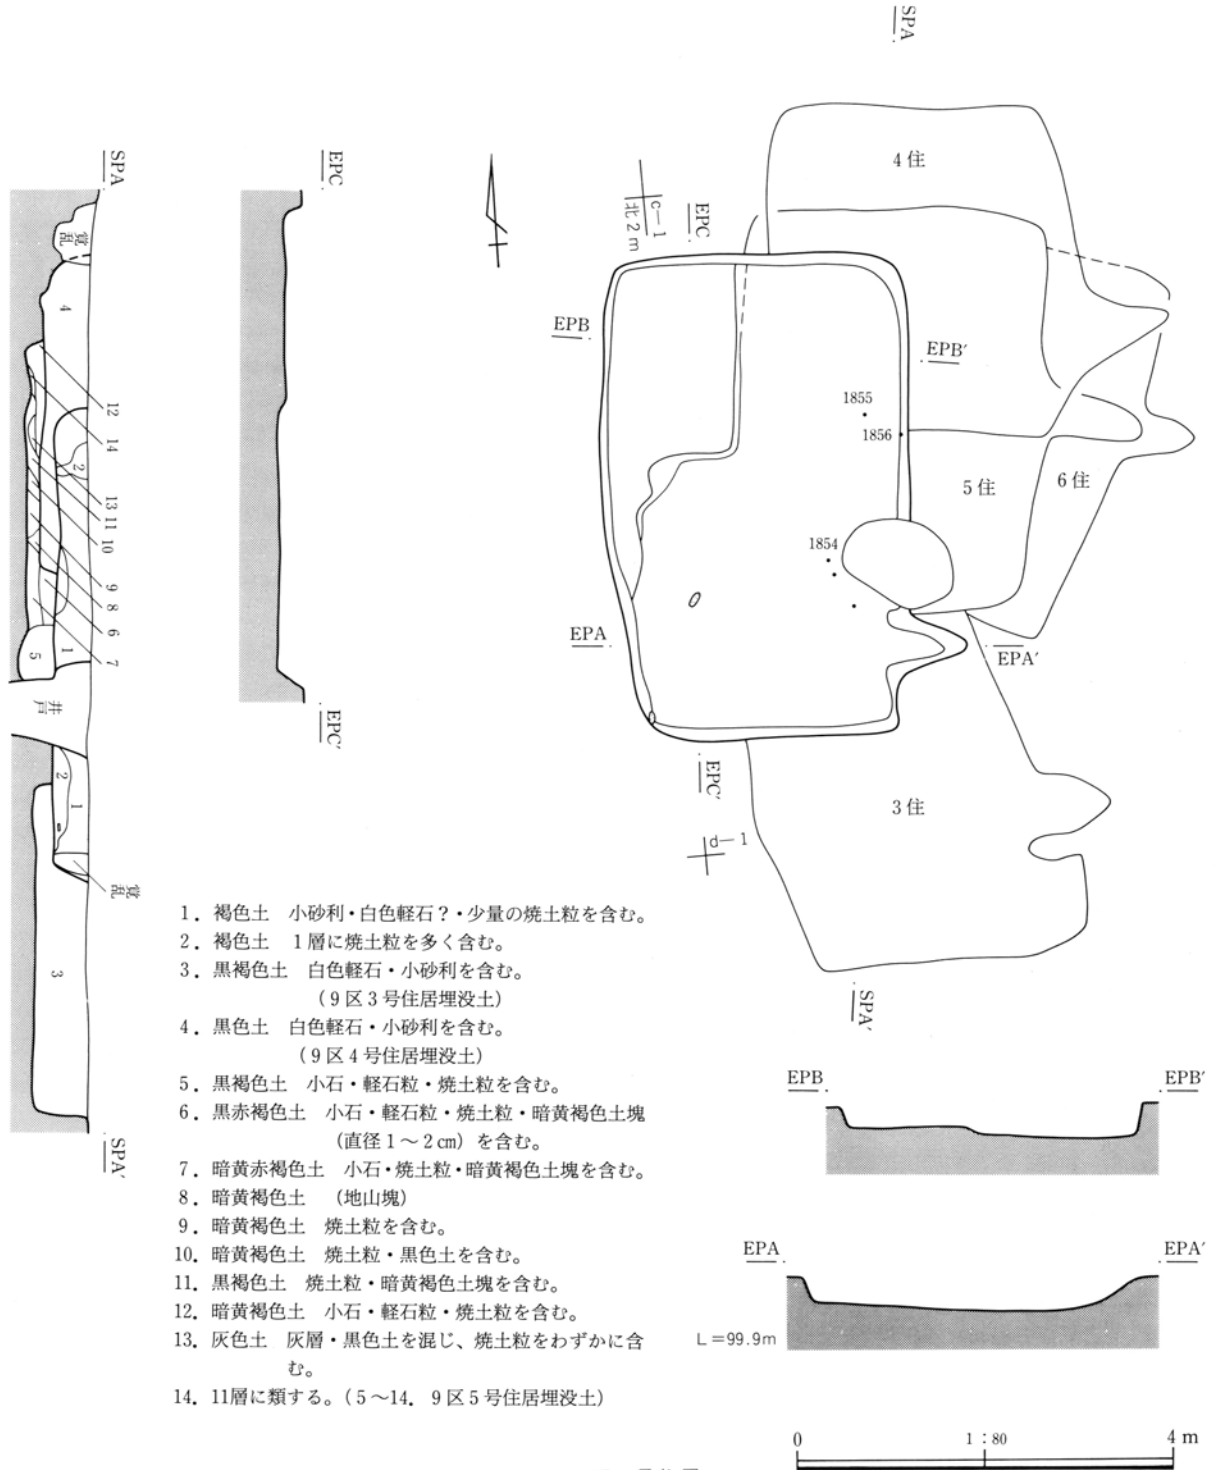 SPA
SPA
EPC
EPC
c—1
北2m
4住
EPB
EPB′
1855
1856
5住
6住
1854
EPA
EPA′
EPC′
3住
d—1
SPA′
4
12
14
2
13
11
10
9
8
6
7
5
1
井戸
EPC′
2
1
3
SPA′
1．褐色土　小砂利・白色軽石？・少量の焼土粒を含む。
2．褐色土　1層に焼土粒を多く含む。
3．黒褐色土　白色軽石・小砂利を含む。
（9区3号住居埋没土）
4．黒色土　白色軽石・小砂利を含む。
（9区4号住居埋没土）
5．黒褐色土　小石・軽石粒・焼土粒を含む。
6．黒赤褐色土　小石・軽石粒・焼土粒・暗黄褐色土塊
（直径1～2㎝）を含む。
7．暗黄赤褐色土　小石・焼土粒・暗黄褐色土塊を含む。
8．暗黄褐色土　（地山塊）
9．暗黄褐色土　焼土粒を含む。
10．暗黄褐色土　焼土粒・黒色土を含む。
11．黒褐色土　焼土粒・暗黄褐色土塊を含む。
12．暗黄褐色土　小石・軽石粒・焼土粒を含む。
13．灰色土　灰層・黒色土を混じ、焼土粒をわずかに含
む。
14．11層に類する。（5～14．9区5号住居埋没土）
EPB
EPB′
EPA
EPA′
L=99.9m
0
1：80
4m